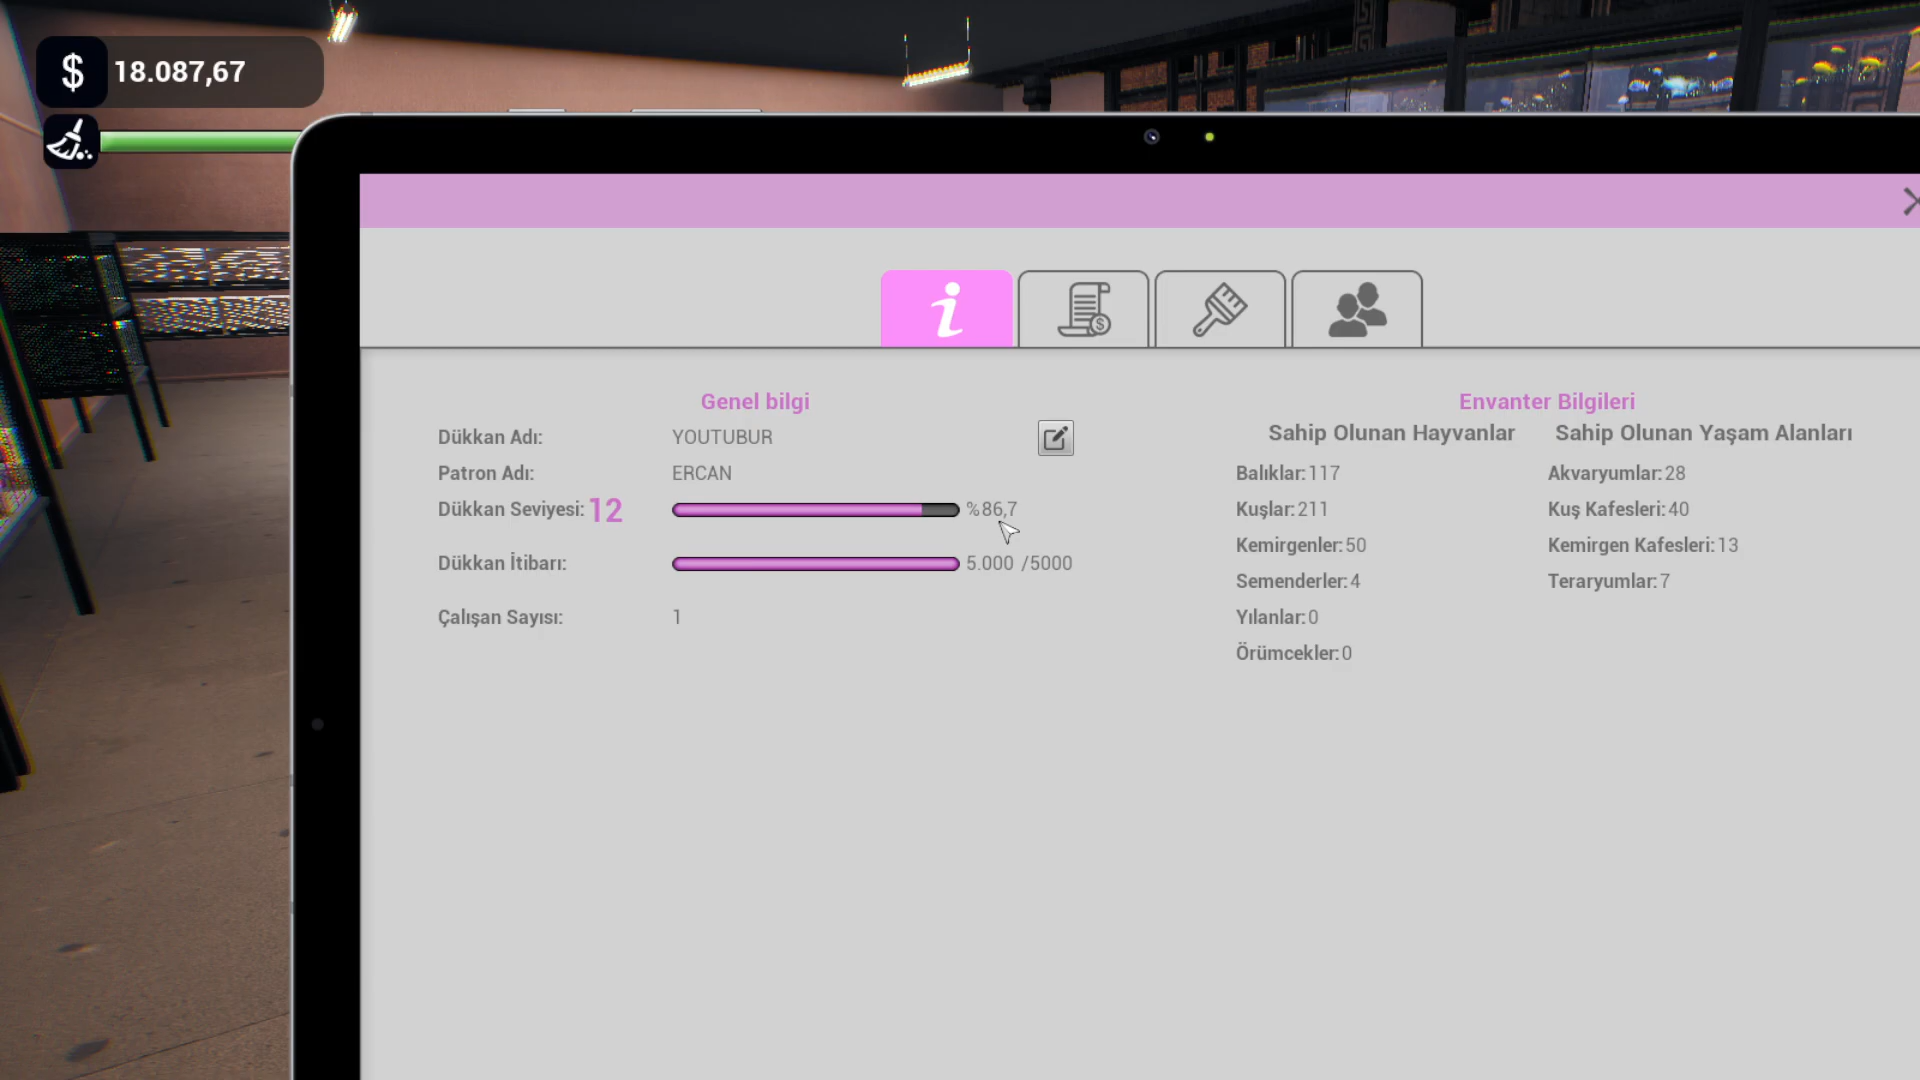 $ 18.087,67
Genel bilgi
Dükkan Adı: YOUTUBUR
Patron Adı: ERCAN
Dükkan Seviyesi: 12 %86,7
Dükkan İtibarı: 5.000 /5000
Çalışan Sayısı: 1
Envanter Bilgileri
Sahip Olunan Hayvanlar
Balıklar: 117
Kuşlar: 211
Kemirgenler: 50
Semenderler: 4
Yılanlar: 0
Örümcekler: 0
Sahip Olunan Yaşam Alanları
Akvaryumlar: 28
Kuş Kafesleri: 40
Kemirgen Kafesleri: 13
Teraryumlar: 7